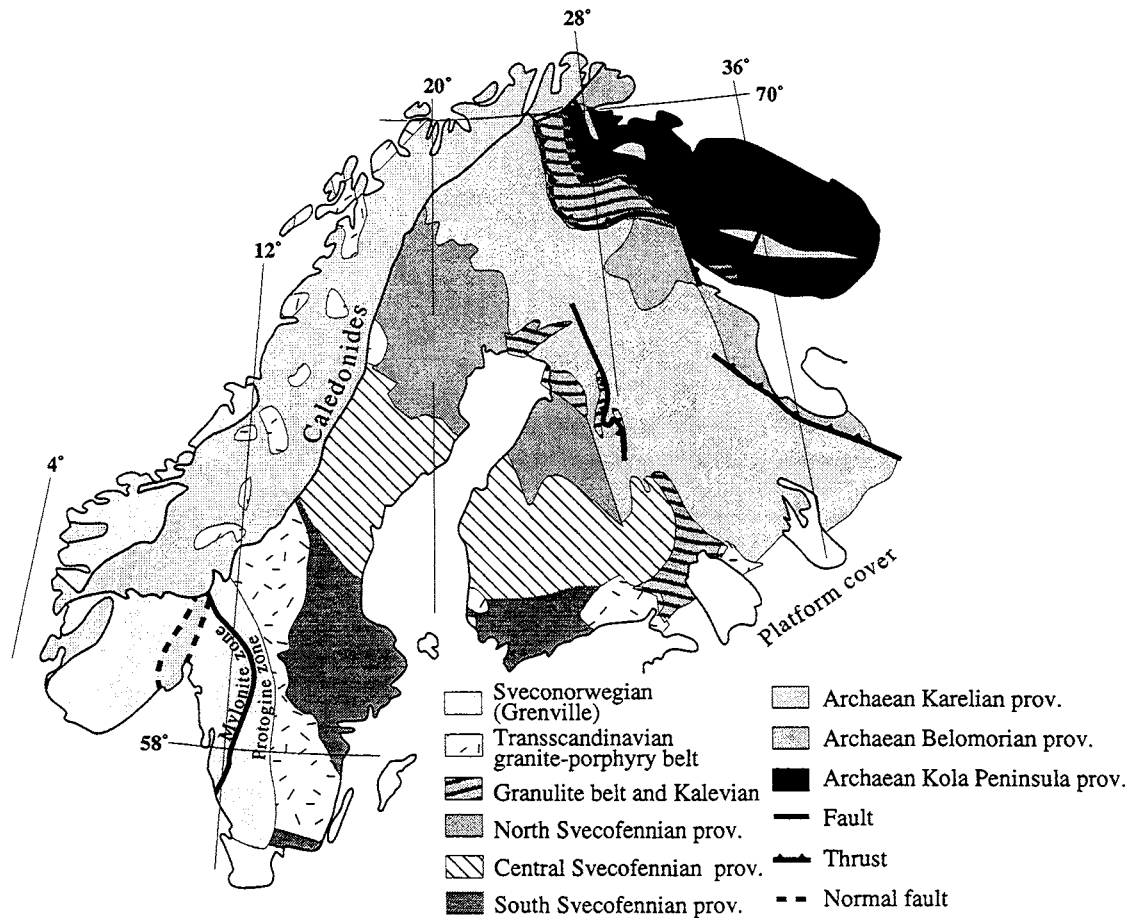 28°
36°
20°
70°
12°
Caledonides
4°
Platform cover
Mylonite zone
Protogine zone
58°
Sveconorwegian
(Grenville)
Transscandinavian
granite-porphyry belt
Granulite belt and Kalevian
North Svecofennian prov.
Central Svecofennian prov.
South Svecofennian prov.
Archaean Karelian prov.
Archaean Belomorian prov.
Archaean Kola Peninsula prov.
Fault
Thrust
Normal fault